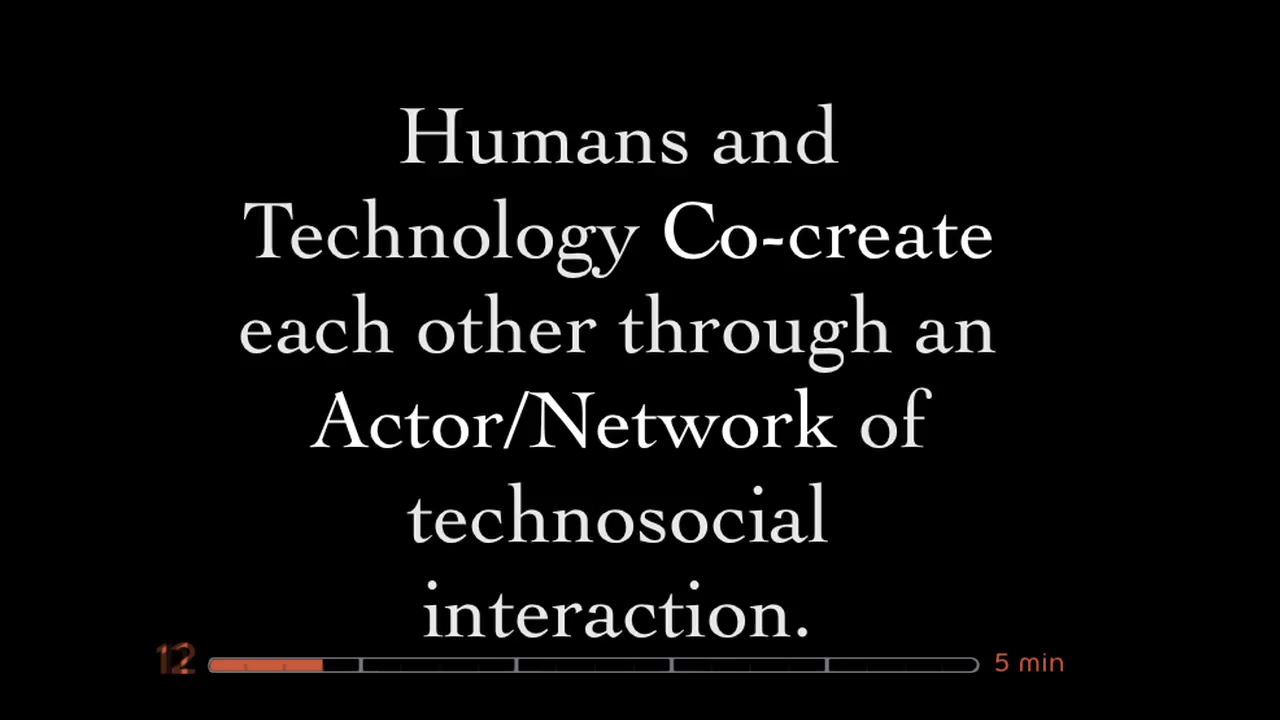 Humans and
Technology Co-create
each other through an
Actor/Network of
technosocial
interaction.
12
5 min